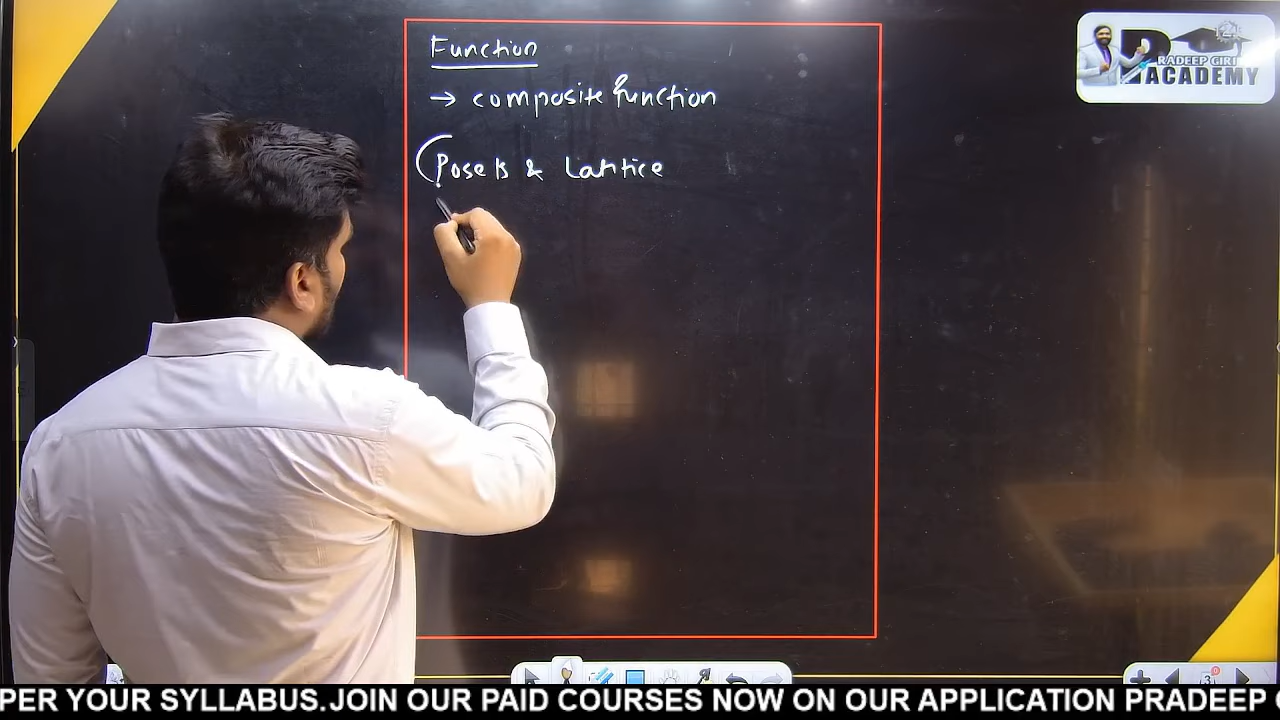 Function
→ composite function
(Posets & Lattice
RADEEP GIRI
ACADEMY
PER YOUR SYLLABUS.JOIN OUR PAID COURSES NOW ON OUR APPLICATION PRADEEP